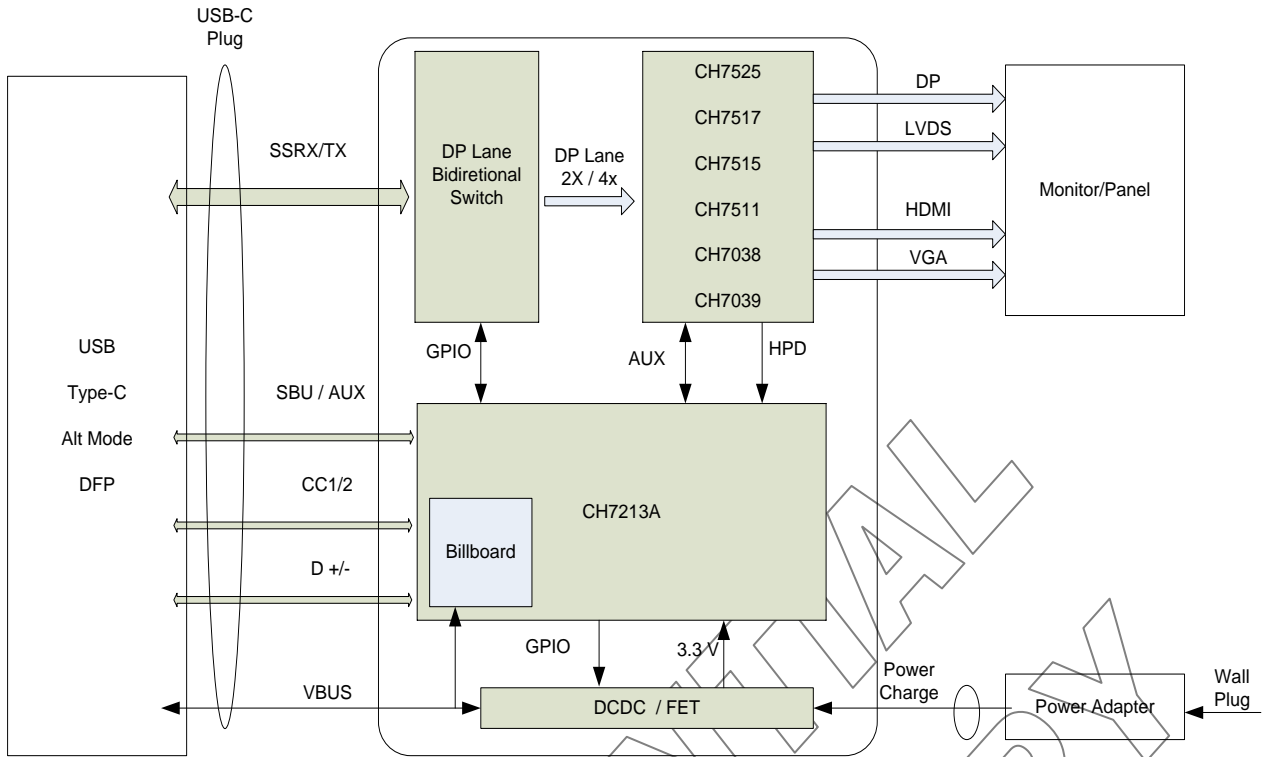 USB-C
Plug
USB
Type-C
Alt Mode
DFP
SSRX/TX
SBU / AUX
CC1/2
D +/-
VBUS
DP Lane
Bidiretional
Switch
DP Lane
2X / 4x
CH7525
CH7517
CH7515
CH7511
CH7038
CH7039
DP
LVDS
HDMI
VGA
Monitor/Panel
GPIO
AUX
HPD
CH7213A
Billboard
GPIO
3.3 V
DCDC / FET
Power
Charge
Power Adapter
Wall
Plug